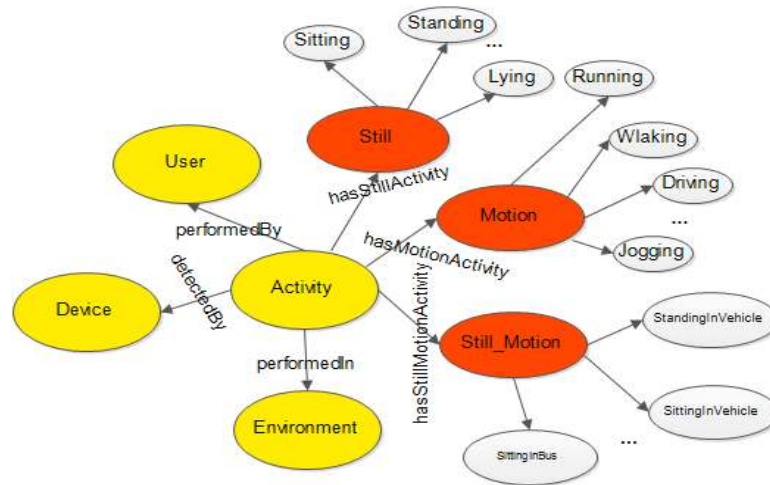 Standing
Sitting
...
Lying
Running
Still
Wlaking
User
hasStillActivity
Driving
Motion
...
performedBy
hasMotionActivity
Jogging
detectedBy
Activity
Device
hasStillMotionActivity
StandingInVehicle
Still_Motion
performedIn
SittingInVehicle
Environment
...
SittingInBus